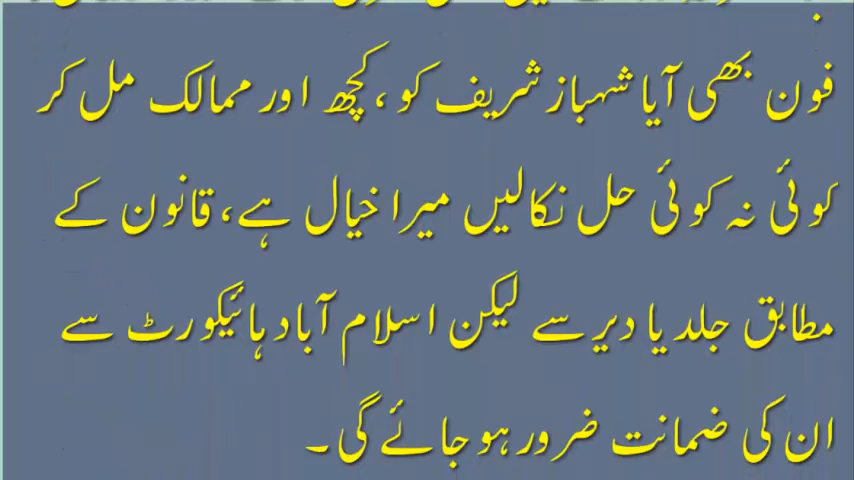 فون بھی آیا شہباز شریف کو ، کچھ اور ممالک مل کر
کوئی نہ کوئی حل نکالیں میرا خیال ہے، قانون کے
مطابق جلد یا دیر سے لیکن اسلام آباد ہائیکورٹ سے
ان کی ضمانت ضرور ہو جائے گی۔